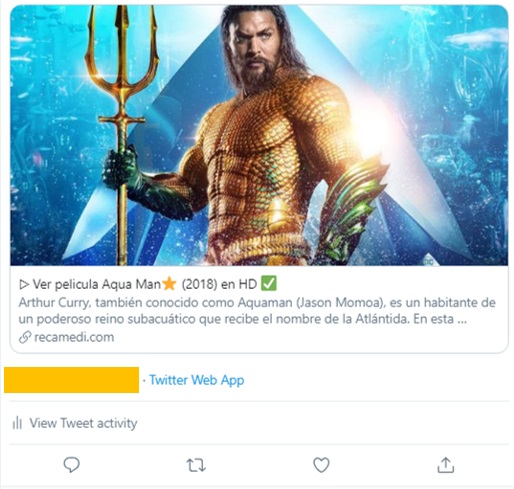 ▷ Ver pelicula Aqua Man⭐ (2018) en HD ✅
Arthur Curry, también conocido como Aquaman (Jason Momoa), es un habitante de
un poderoso reino subacuático que recibe el nombre de la Atlántida. En esta ...
recamedi.com
· Twitter Web App
View Tweet activity